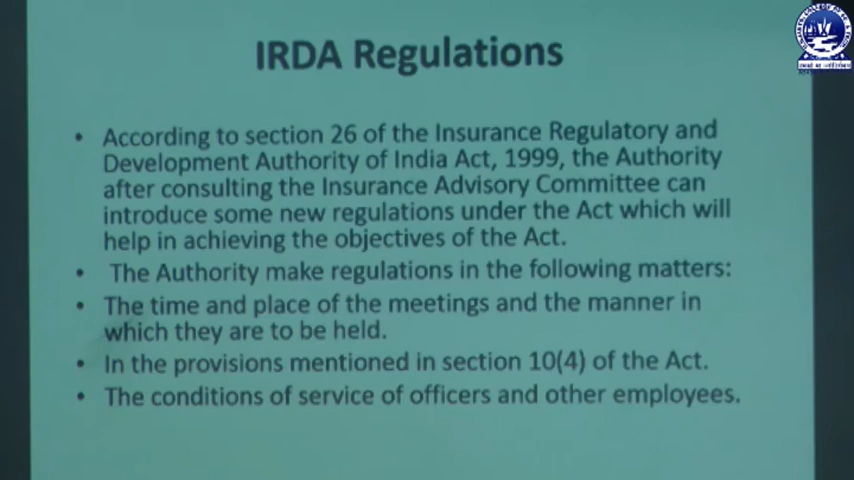 IRDA Regulations
• According to section 26 of the Insurance Regulatory and
Development Authority of India Act, 1999, the Authority
after consulting the Insurance Advisory Committee can
introduce some new regulations under the Act which will
help in achieving the objectives of the Act.
• The Authority make regulations in the following matters:
• The time and place of the meetings and the manner in
which they are to be held.
• In the provisions mentioned in section 10(4) of the Act.
• The conditions of service of officers and other employees.